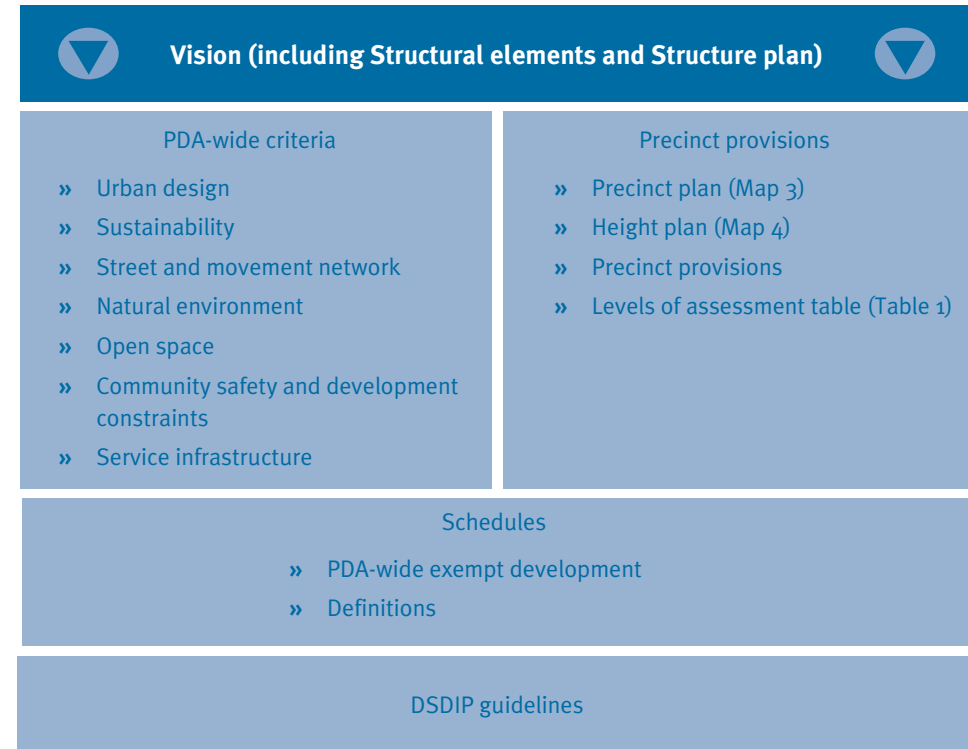 Vision (including Structural elements and Structure plan)
PDA-wide criteria
» Urban design
» Sustainability
» Street and movement network
» Natural environment
» Open space
» Community safety and development
constraints
» Service infrastructure
Precinct provisions
» Precinct plan (Map 3)
» Height plan (Map 4)
» Precinct provisions
» Levels of assessment table (Table 1)
Schedules
» PDA-wide exempt development
» Definitions
DSDIP guidelines